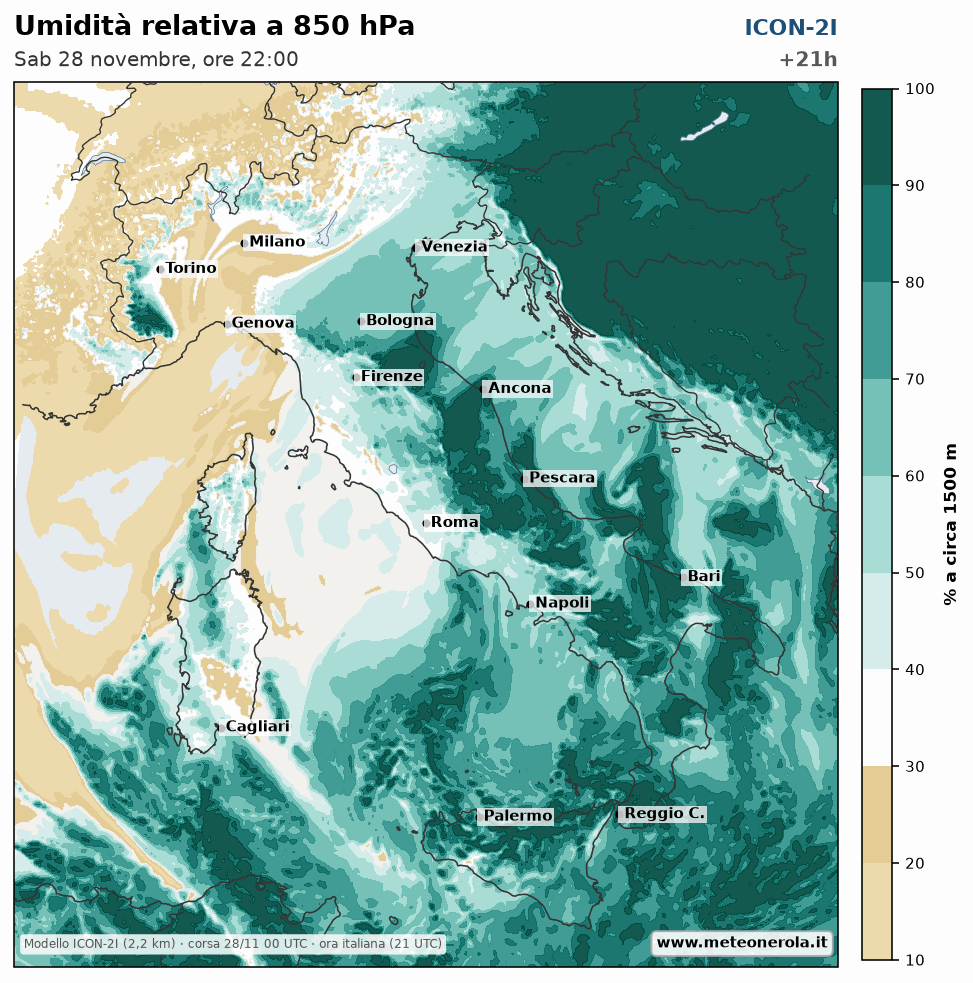 Umidità relativa a 850 hPa
ICON-2I
Sab 28 novembre, ore 22:00
+21h
Milano
Venezia
Torino
Bologna
Genova
Firenze
Ancona
Pescara
Roma
Bari
Napoli
Cagliari
Palermo
Reggio C.
Modello ICON-2I (2,2 km) · corsa 28/11 00 UTC · ora italiana (21 UTC)
www.meteonerola.it
100
90
80
70
60
50
40
30
20
10
% a circa 1500 m